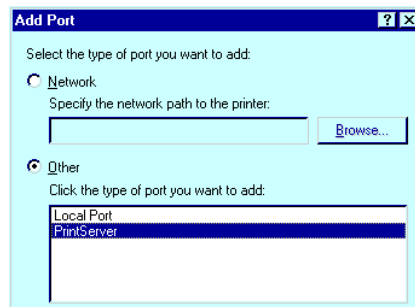 Add Port
Select the type of port you want to add:
Network
Specify the network path to the printer:
Browse...
Other
Click the type of port you want to add:
Local Port
PrintServer